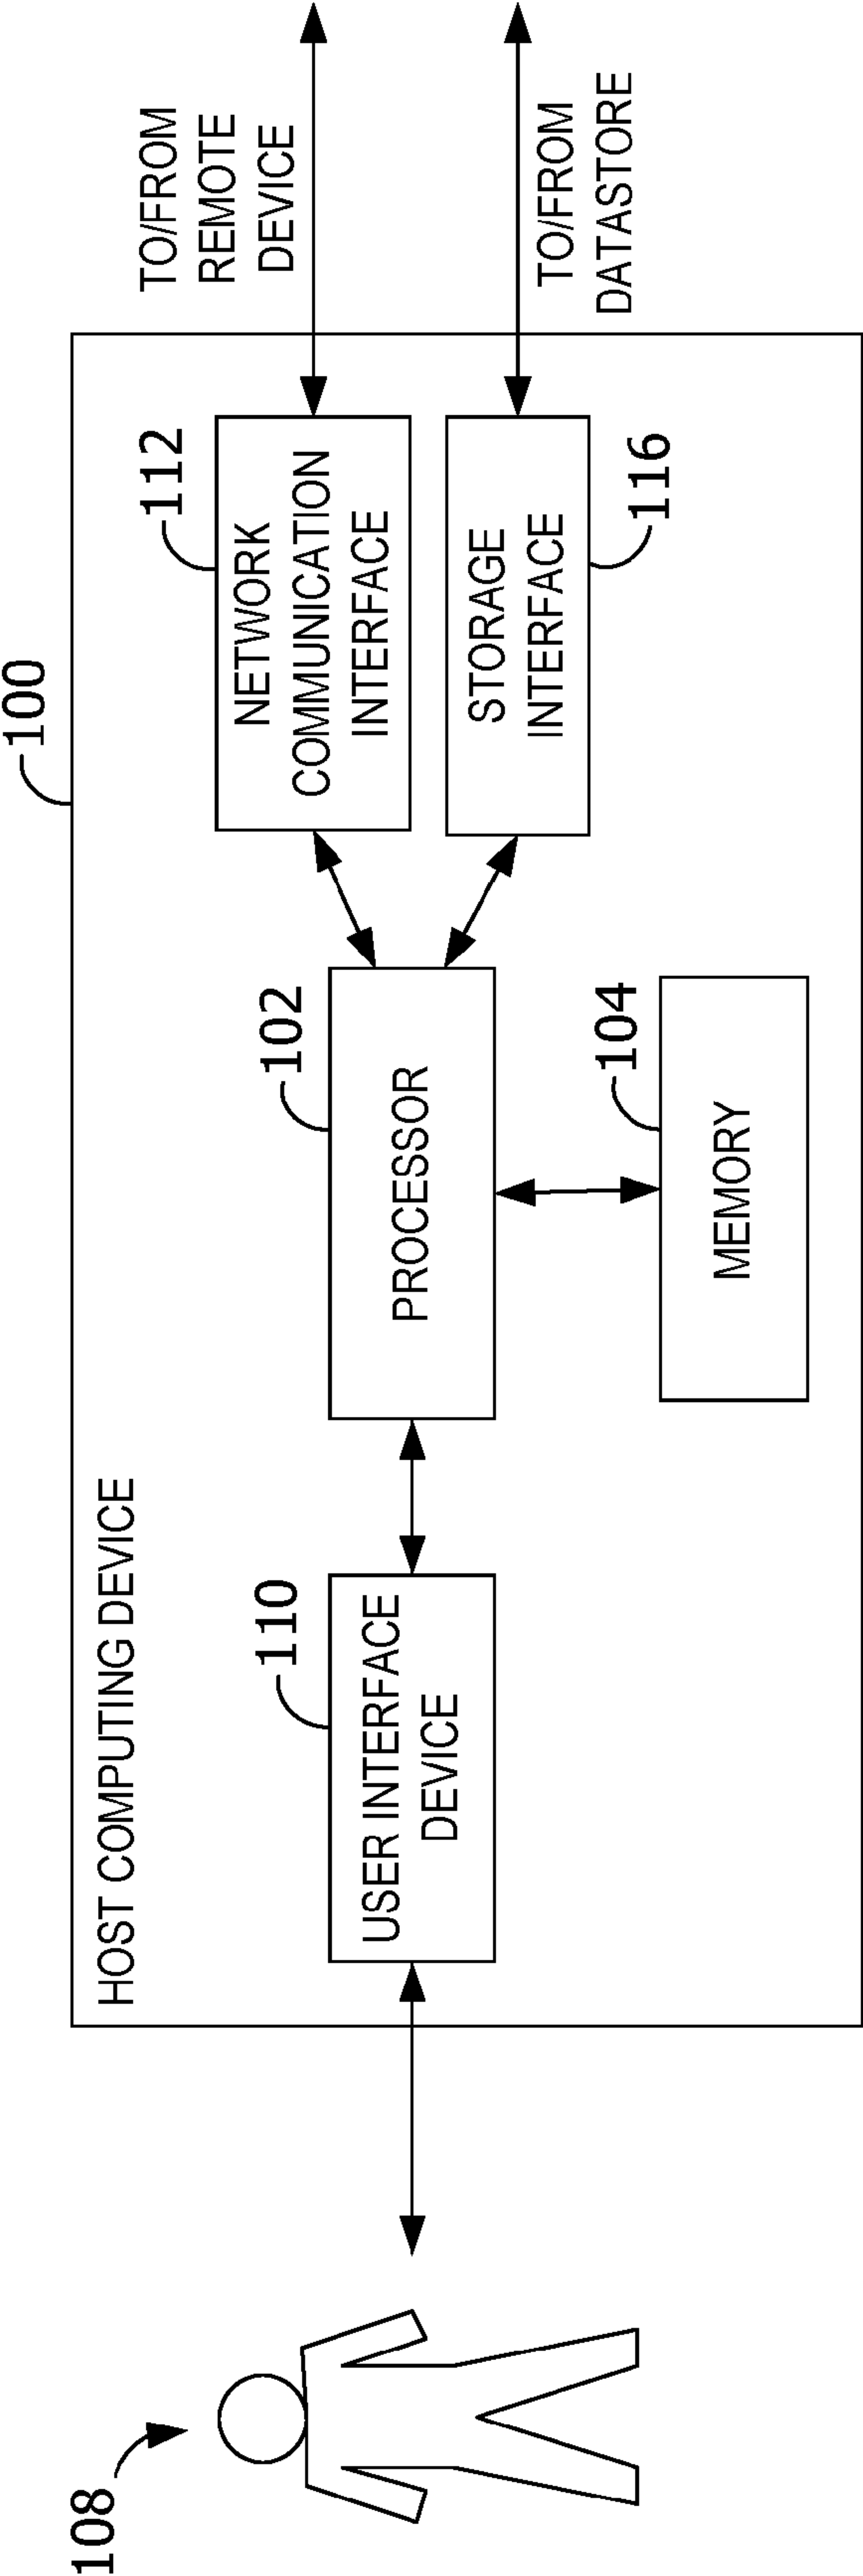 100
HOST COMPUTING DEVICE
108
110
USER INTERFACE
DEVICE
102
PROCESSOR
104
MEMORY
112
NETWORK
COMMUNICATION
INTERFACE
STORAGE
INTERFACE
116
TO/FROM
REMOTE
DEVICE
TO/FROM
DATASTORE